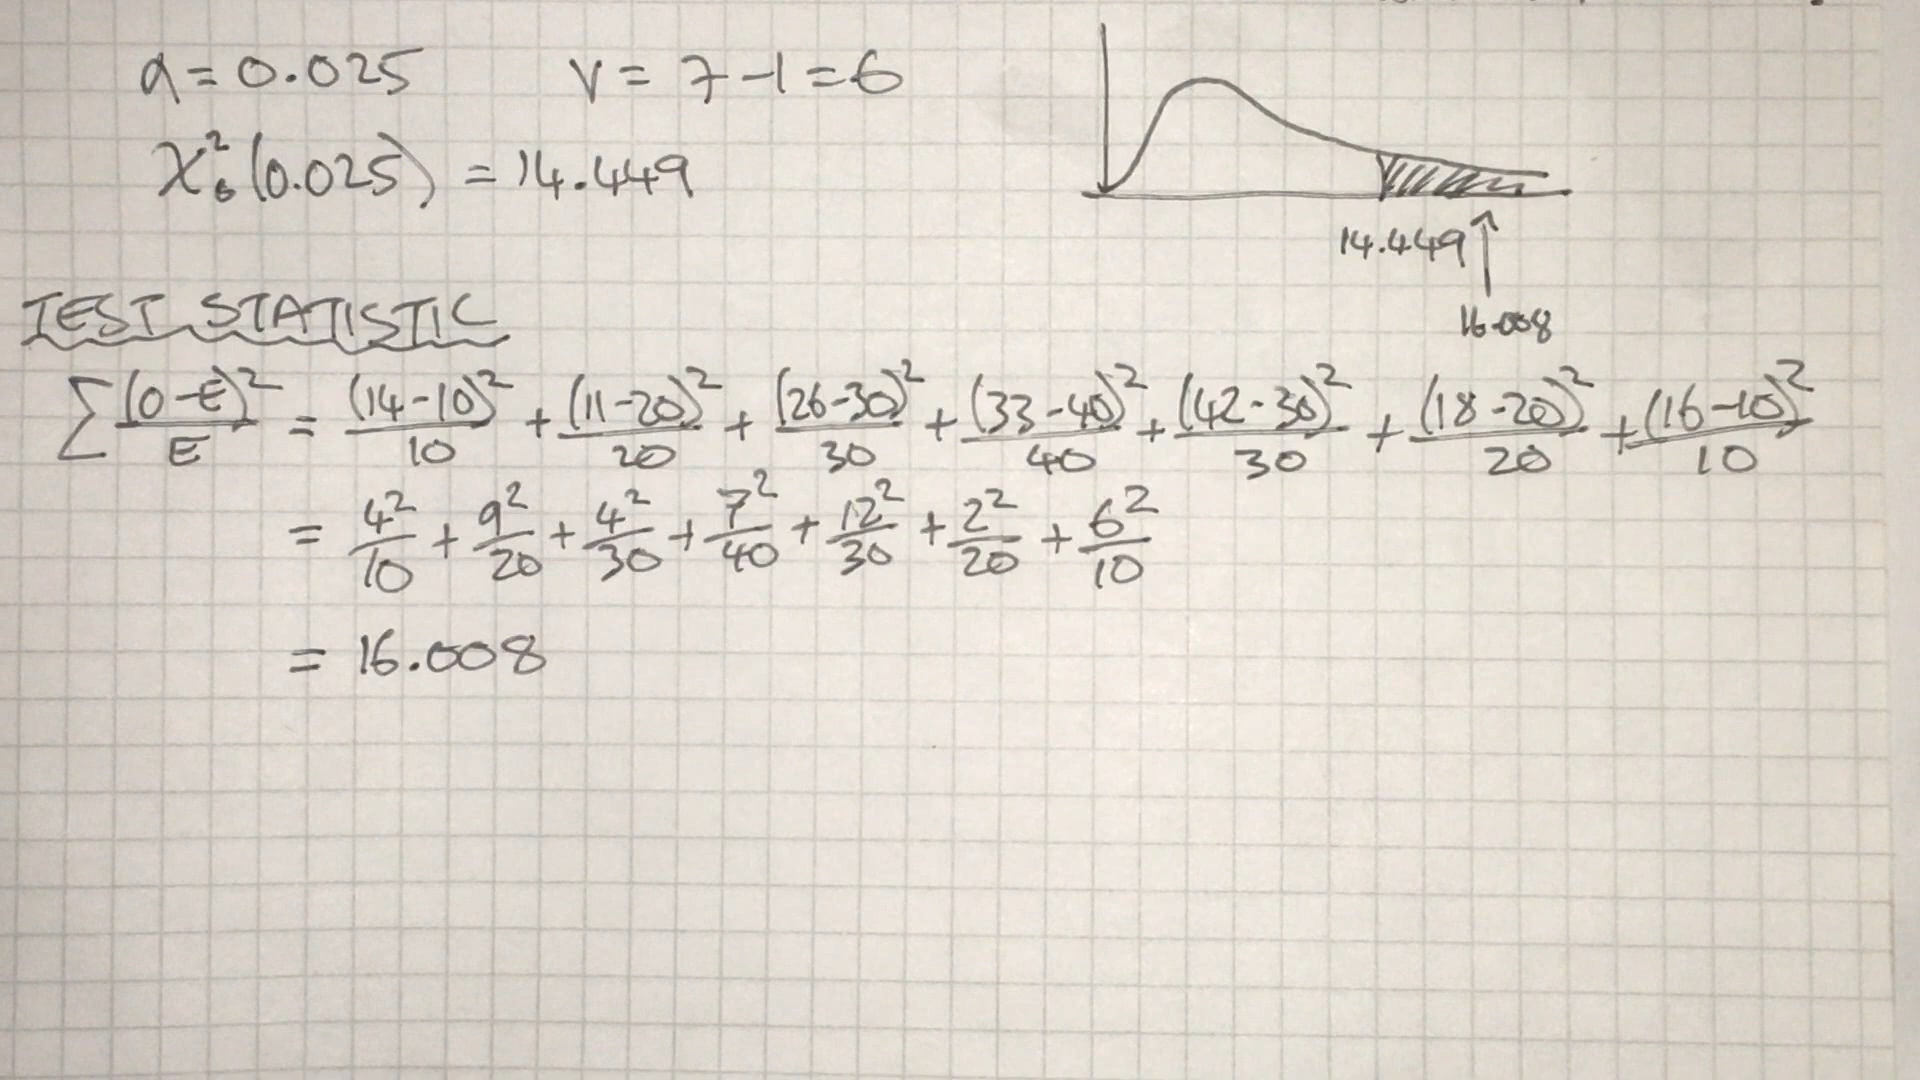 α = 0.025 ν = 7 - 1 = 6
χ²₆(0.025) = 14.449
14.449
16.008
TEST STATISTIC
∑ (O-E)²/E = (14-10)²/10 + (11-20)²/20 + (26-30)²/30 + (33-40)²/40 + (42-30)²/30 + (18-20)²/20 + (16-10)²/10
= 4²/10 + 9²/20 + 4²/30 + 7²/40 + 12²/30 + 2²/20 + 6²/10
= 16.008